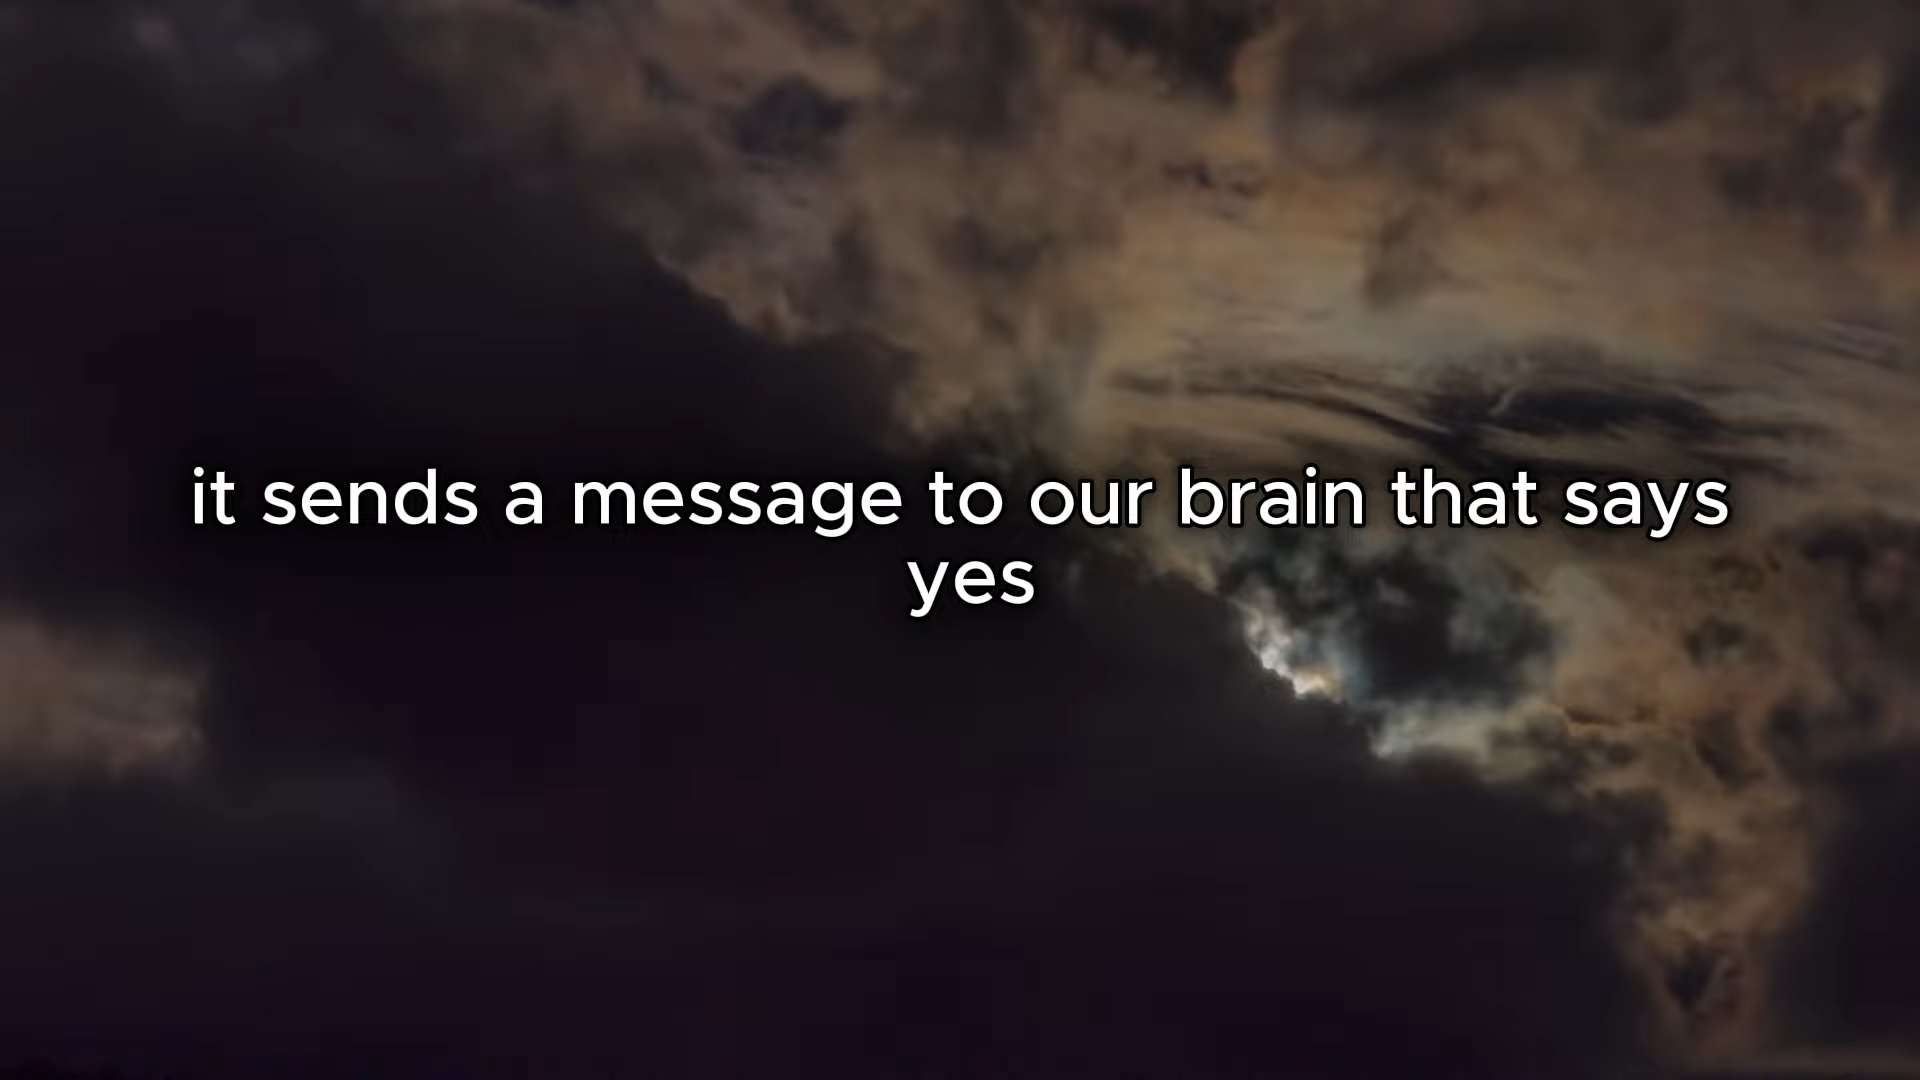 it sends a message to our brain that says
yes